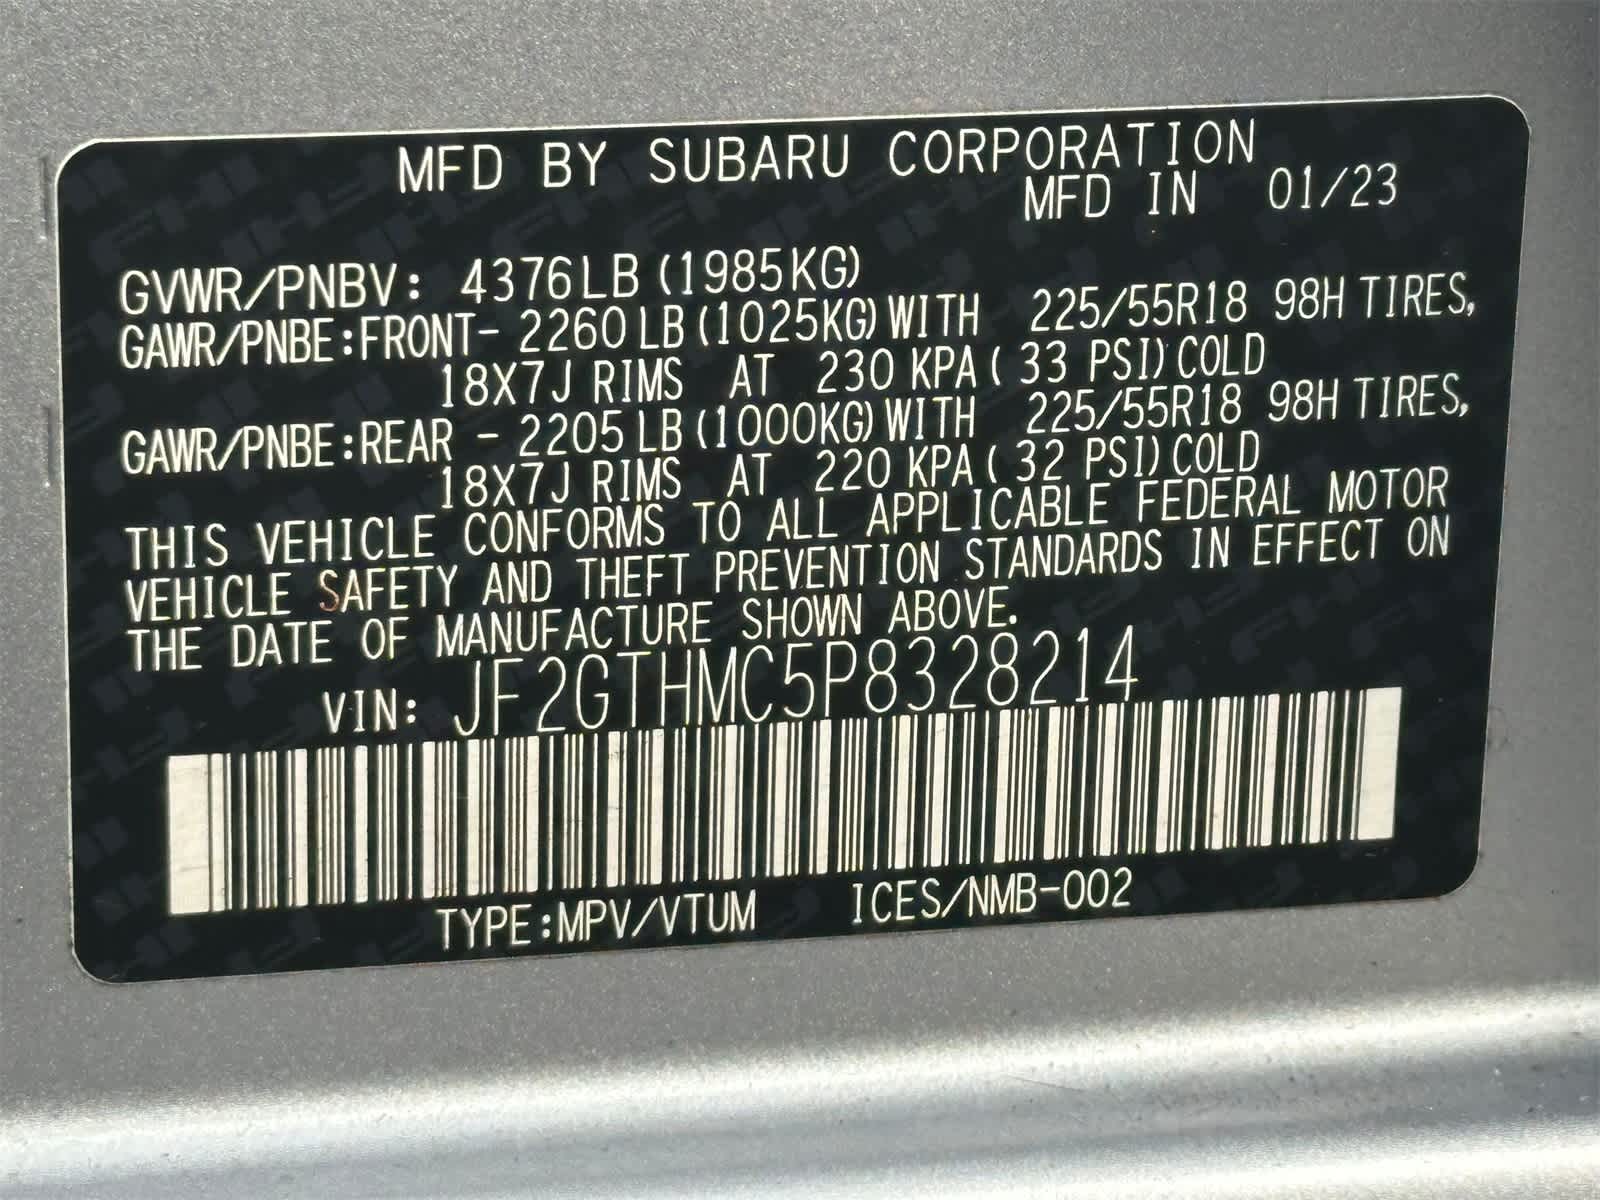 MFD BY SUBARU CORPORATION
MFD IN 01/23
GVWR/PNBV: 4376LB (1985KG)
GAWR/PNBE:FRONT- 2260LB (1025KG) WITH 225/55R18 98H TIRES,
18X7J RIMS AT 230 KPA ( 33 PSI) COLD
GAWR/PNBE:REAR - 2205LB (1000KG) WITH 225/55R18 98H TIRES,
18X7J RIMS AT 220 KPA ( 32 PSI) COLD
THIS VEHICLE CONFORMS TO ALL APPLICABLE FEDERAL MOTOR
VEHICLE SAFETY AND THEFT PREVENTION STANDARDS IN EFFECT ON
THE DATE OF MANUFACTURE SHOWN ABOVE.
VIN: JF2GTHMC5P8328214
TYPE:MPV/VTUM ICES/NMB-002